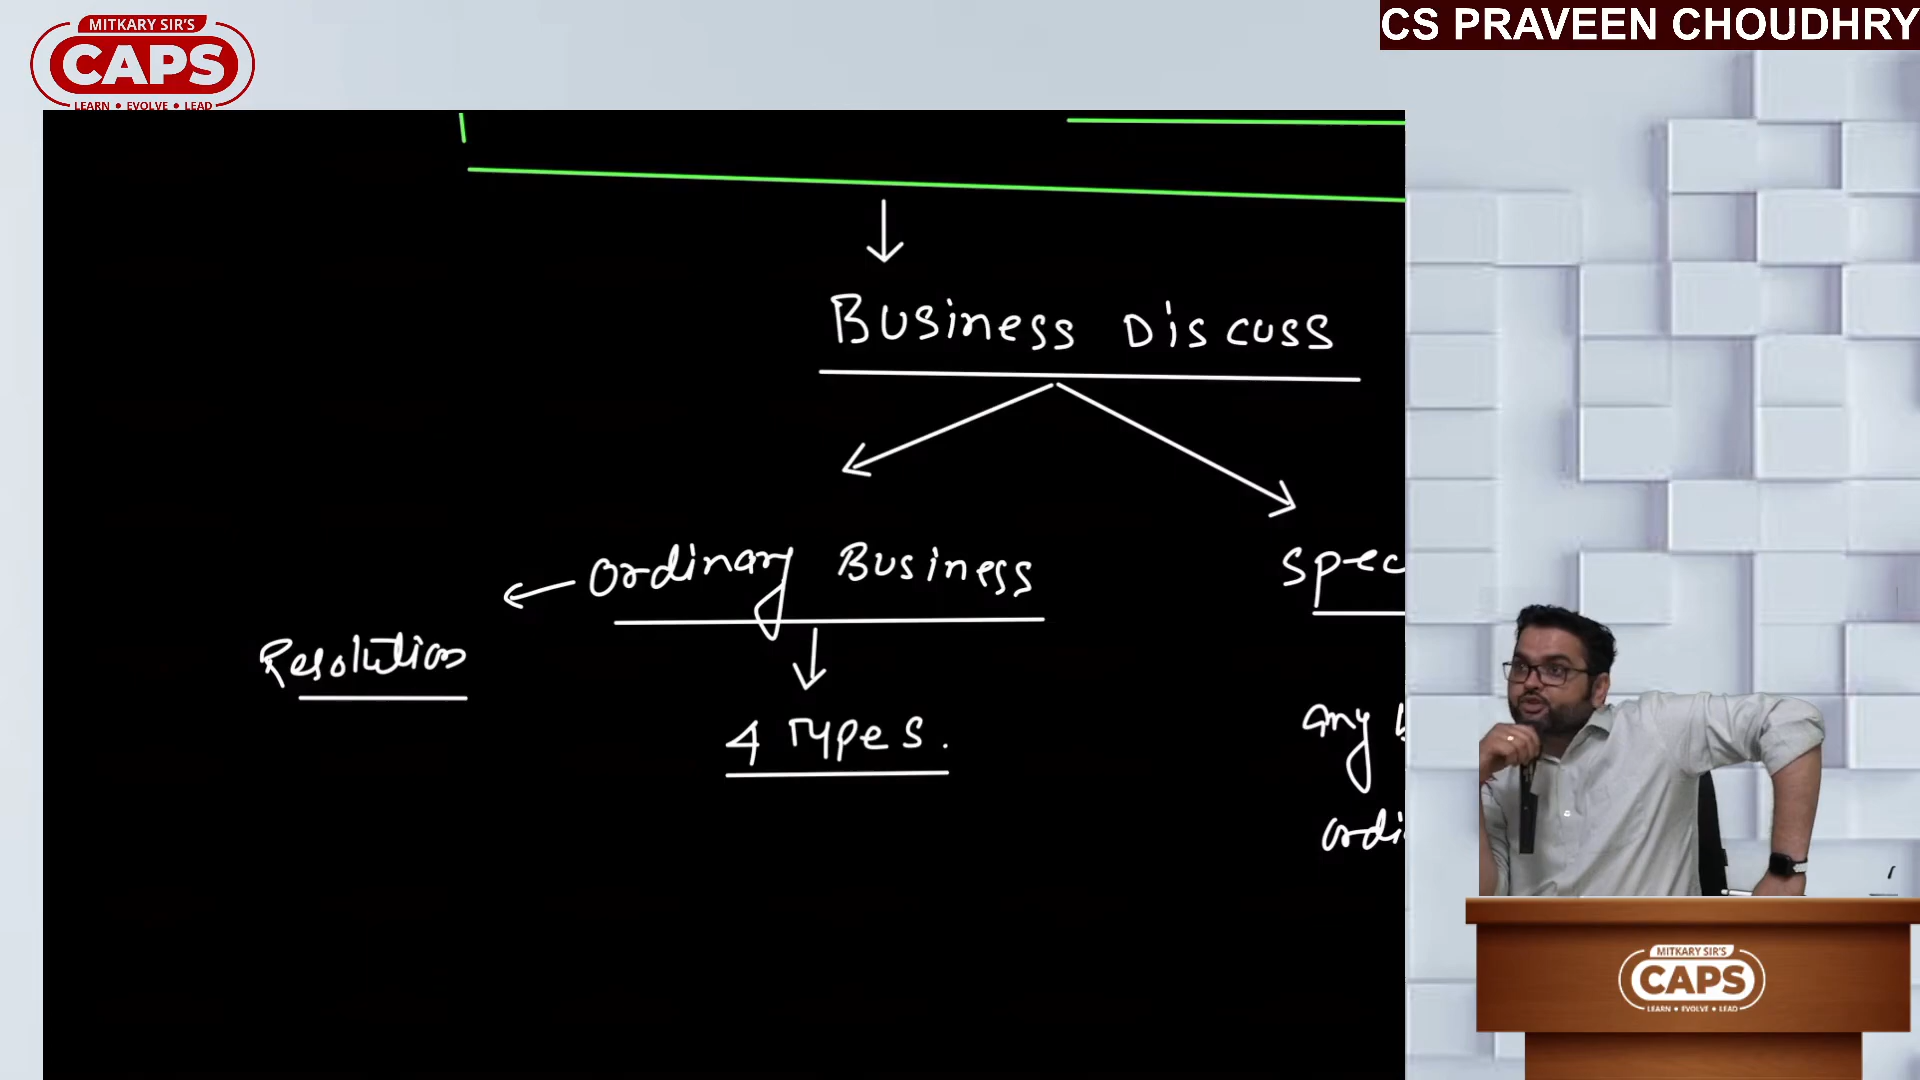 MITKARY SIR'S
CAPS
LEARN • EVOLVE • LEAD
CS PRAVEEN CHOUDHRY
Business Discuss
Ordinary Business
Spec
Resolution
4 Types.
any
ordi
MITKARY SIR'S
CAPS
LEARN • EVOLVE • LEAD